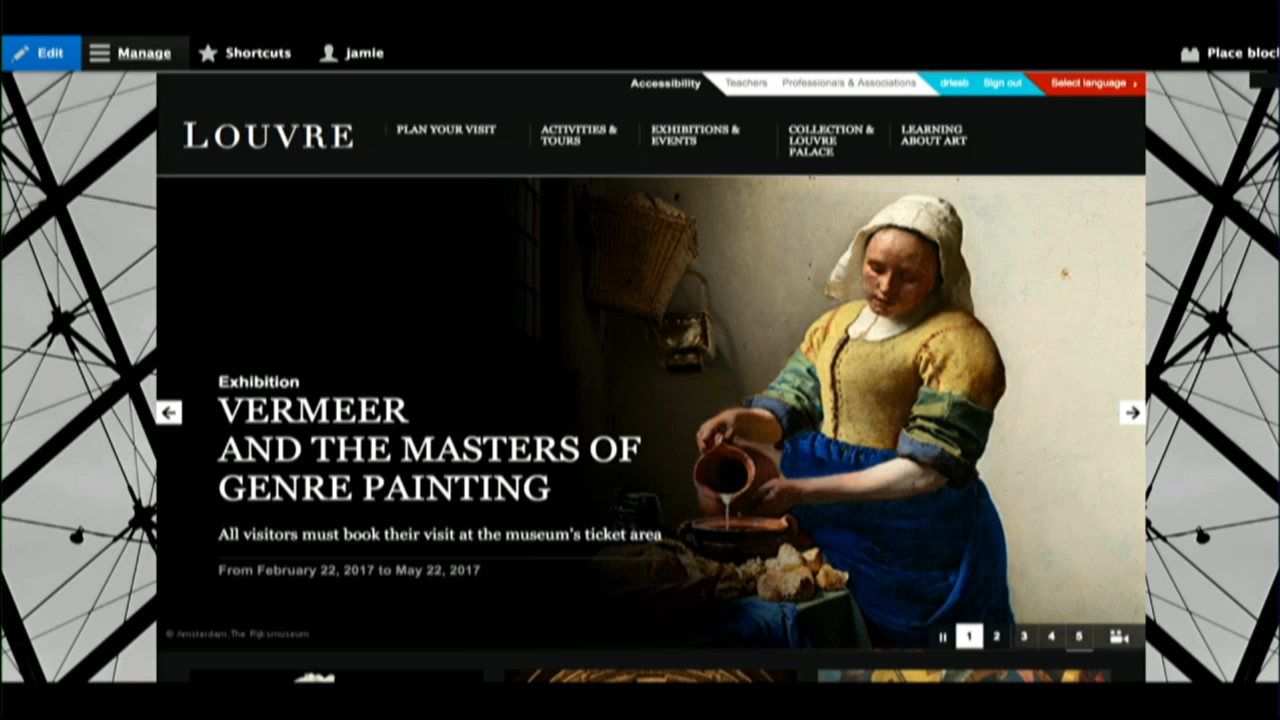 Edit
Manage
Shortcuts
Jamie
Place bloc
Accessibility
Teachers
Professionals & Associations
driesb
Sign out
Select language
LOUVRE
PLAN YOUR VISIT
ACTIVITIES &
TOURS
EXHIBITIONS &
EVENTS
COLLECTION &
LOUVRE
PALACE
LEARNING
ABOUT ART
Exhibition
VERMEER
AND THE MASTERS OF
GENRE PAINTING
All visitors must book their visit at the museum's ticket area
From February 22, 2017 to May 22, 2017
© Amsterdam, The Rijksmuseum
1 2 3 4 5